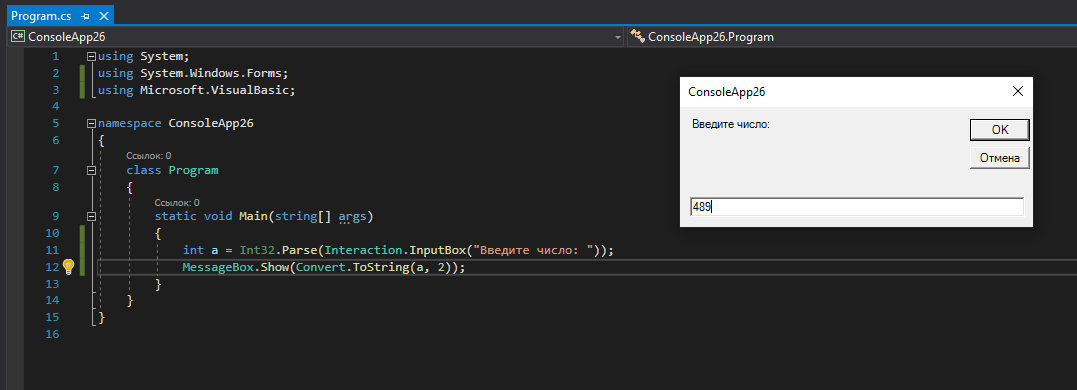 Program.cs
C# ConsoleApp26
ConsoleApp26.Program
1 using System;
2 using System.Windows.Forms;
3 using Microsoft.VisualBasic;
4
5 namespace ConsoleApp26
6 {
Ссылок: 0
7 class Program
8 {
Ссылок: 0
9 static void Main(string[] args)
10 {
11 int a = Int32.Parse(Interaction.InputBox("Введите число: "));
12 MessageBox.Show(Convert.ToString(a, 2));
13 }
14 }
15 }
16
ConsoleApp26
Введите число:
OK
Отмена
489